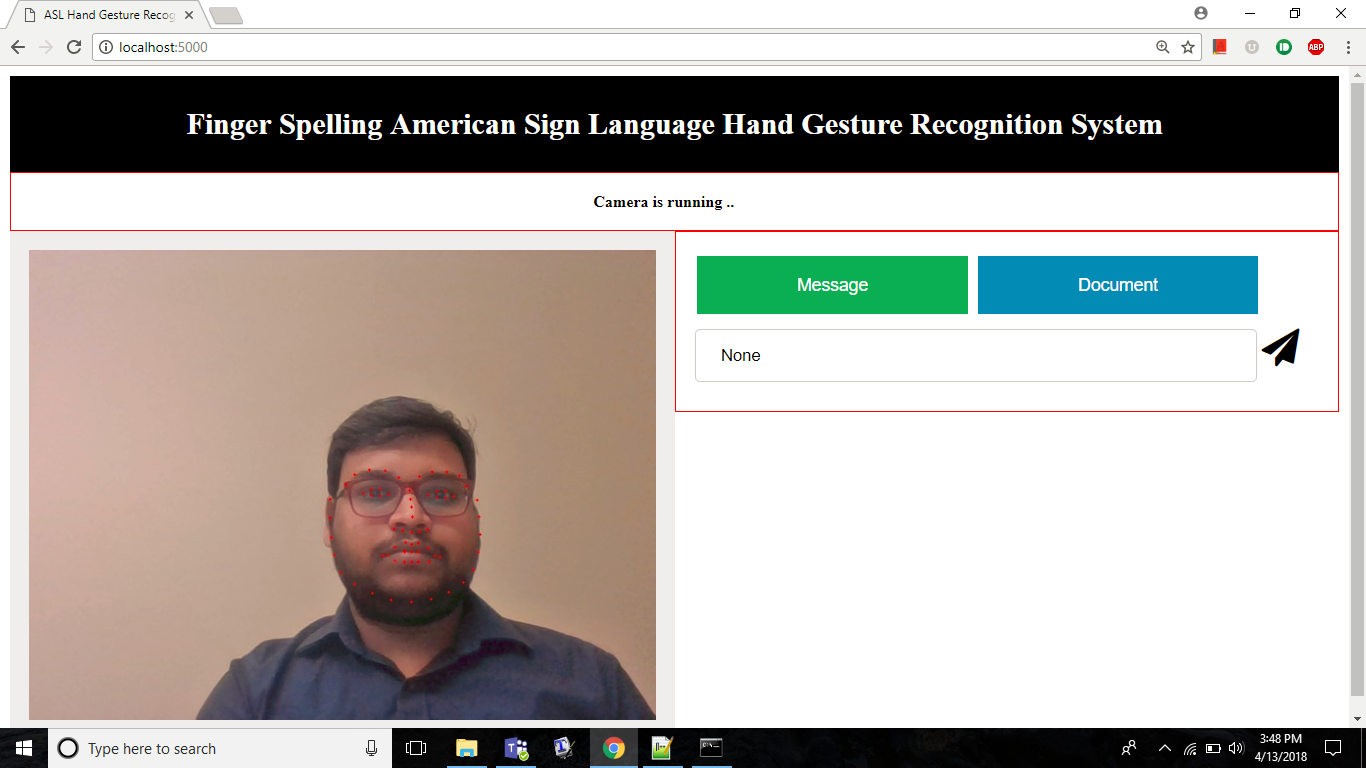 ASL Hand Gesture Recog
localhost:5000
ABP
Finger Spelling American Sign Language Hand Gesture Recognition System
Camera is running ..
Message
Document
None
Type here to search
3:48 PM
4/13/2018